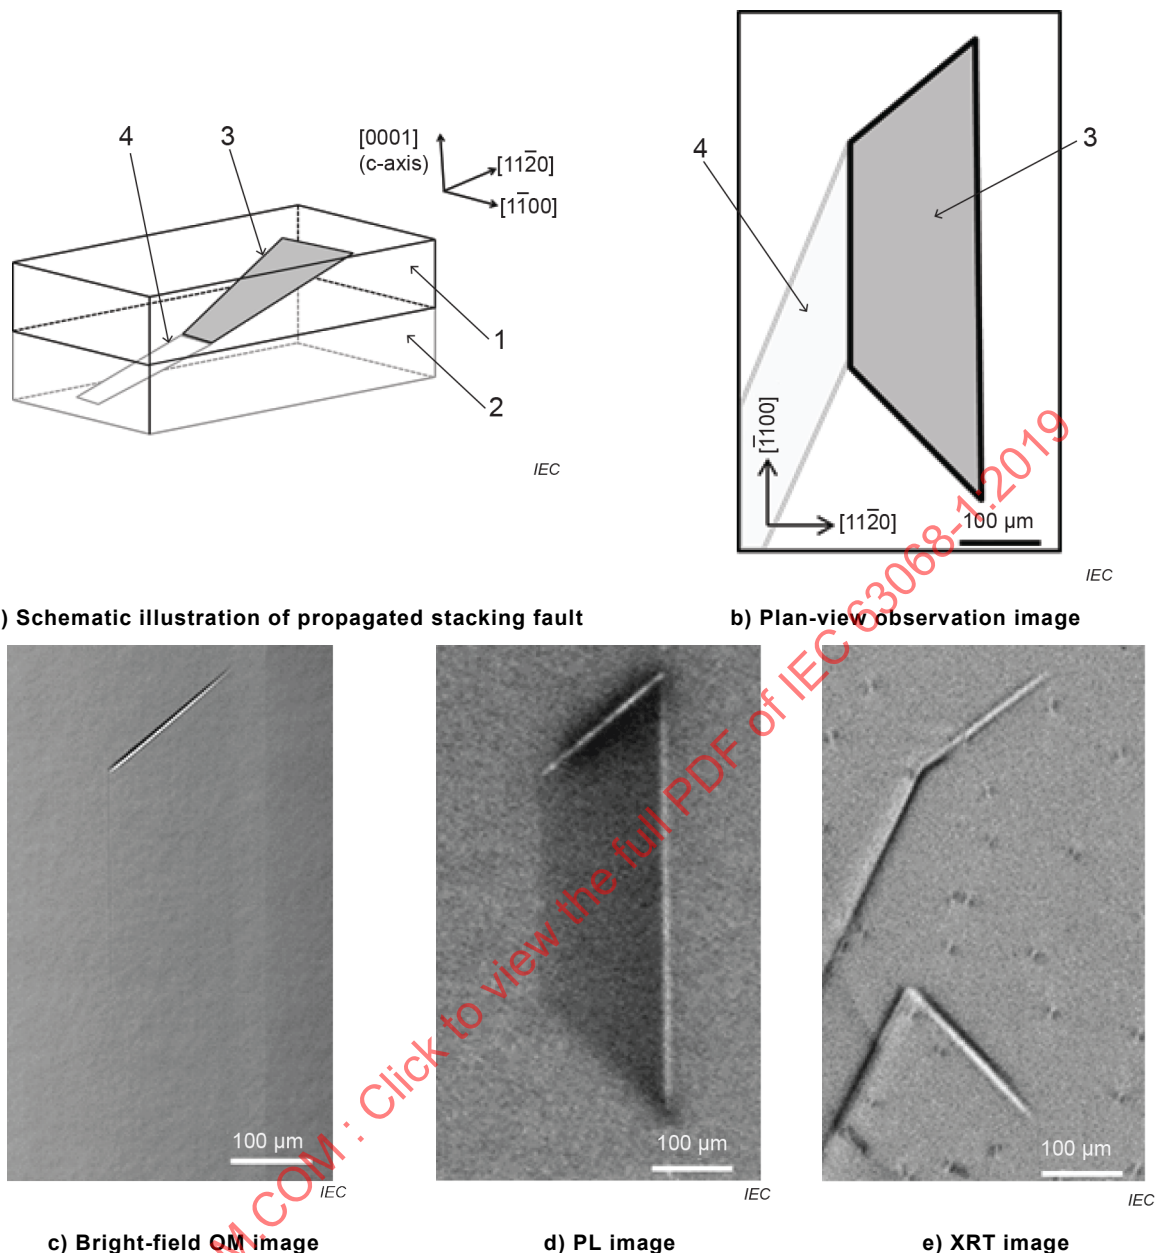 4
3
[0001]
(c-axis)
[112̅0]
[11̅00]
1
2
IEC
4
3
[1̅100]
[112̅0]
100 µm
IEC
) Schematic illustration of propagated stacking fault
b) Plan-view observation image
100 µm
IEC
100 µm
IEC
100 µm
IEC
c) Bright-field OM image
d) PL image
e) XRT image
M.COM : Click to view the full PDF of IEC 63068-1:2019